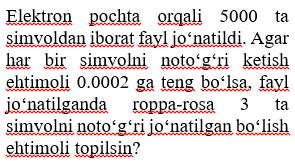 Elektron pochta orqali 5000 ta
simvoldan iborat fayl jo‘natildi. Agar
har bir simvolni noto‘g‘ri ketish
ehtimoli 0.0002 ga teng bo‘lsa, fayl
jo‘natilganda roppa-rosa 3 ta
simvolni noto‘g‘ri jo‘natilgan bo‘lish
ehtimoli topilsin?